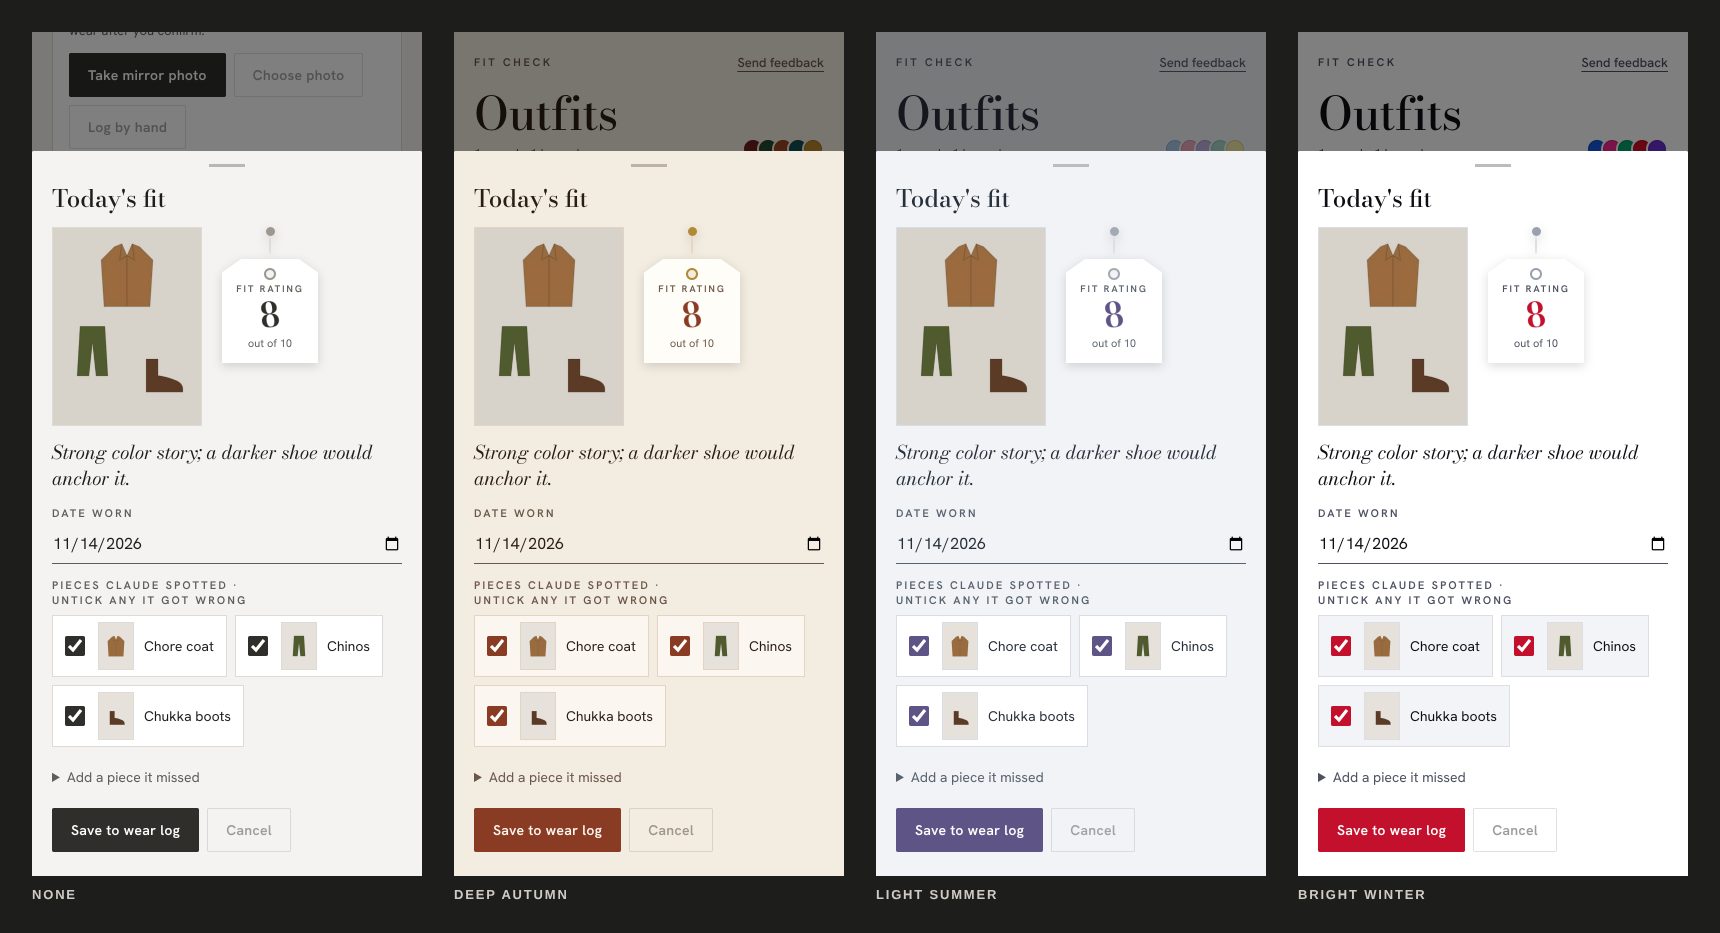 wear after you confirm.
Take mirror photo
Choose photo
Log by hand
Today's fit
FIT RATING
8
out of 10
Strong color story; a darker shoe would
anchor it.
DATE WORN
11/14/2026
PIECES CLAUDE SPOTTED ·
UNTICK ANY IT GOT WRONG
Chore coat
Chinos
Chukka boots
Add a piece it missed
Save to wear log
Cancel
NONE
FIT CHECK
Send feedback
Outfits
Today's fit
FIT RATING
8
out of 10
Strong color story; a darker shoe would
anchor it.
DATE WORN
11/14/2026
PIECES CLAUDE SPOTTED ·
UNTICK ANY IT GOT WRONG
Chore coat
Chinos
Chukka boots
Add a piece it missed
Save to wear log
Cancel
DEEP AUTUMN
FIT CHECK
Send feedback
Outfits
Today's fit
FIT RATING
8
out of 10
Strong color story; a darker shoe would
anchor it.
DATE WORN
11/14/2026
PIECES CLAUDE SPOTTED ·
UNTICK ANY IT GOT WRONG
Chore coat
Chinos
Chukka boots
Add a piece it missed
Save to wear log
Cancel
LIGHT SUMMER
FIT CHECK
Send feedback
Outfits
Today's fit
FIT RATING
8
out of 10
Strong color story; a darker shoe would
anchor it.
DATE WORN
11/14/2026
PIECES CLAUDE SPOTTED ·
UNTICK ANY IT GOT WRONG
Chore coat
Chinos
Chukka boots
Add a piece it missed
Save to wear log
Cancel
BRIGHT WINTER